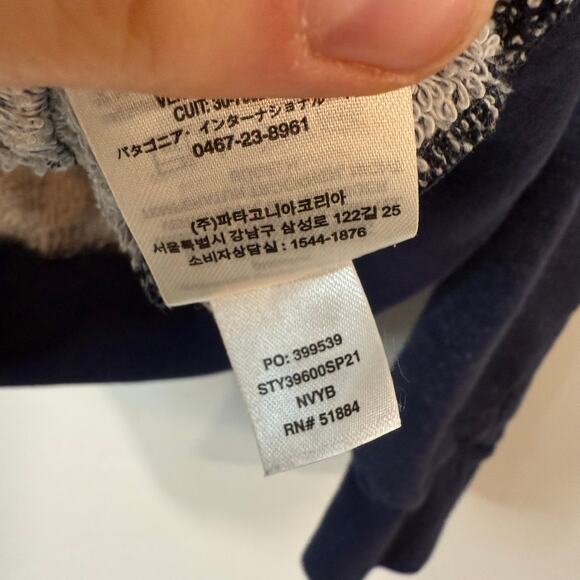 CUIT: 30-
パタゴニア・インターナショナル
0467-23-8961
(주)파타고니아코리아
서울특별시 강남구 삼성로 122길 25
소비자상담실 : 1544-1876
PO: 399539
STY39600SP21
NVYB
RN# 51884